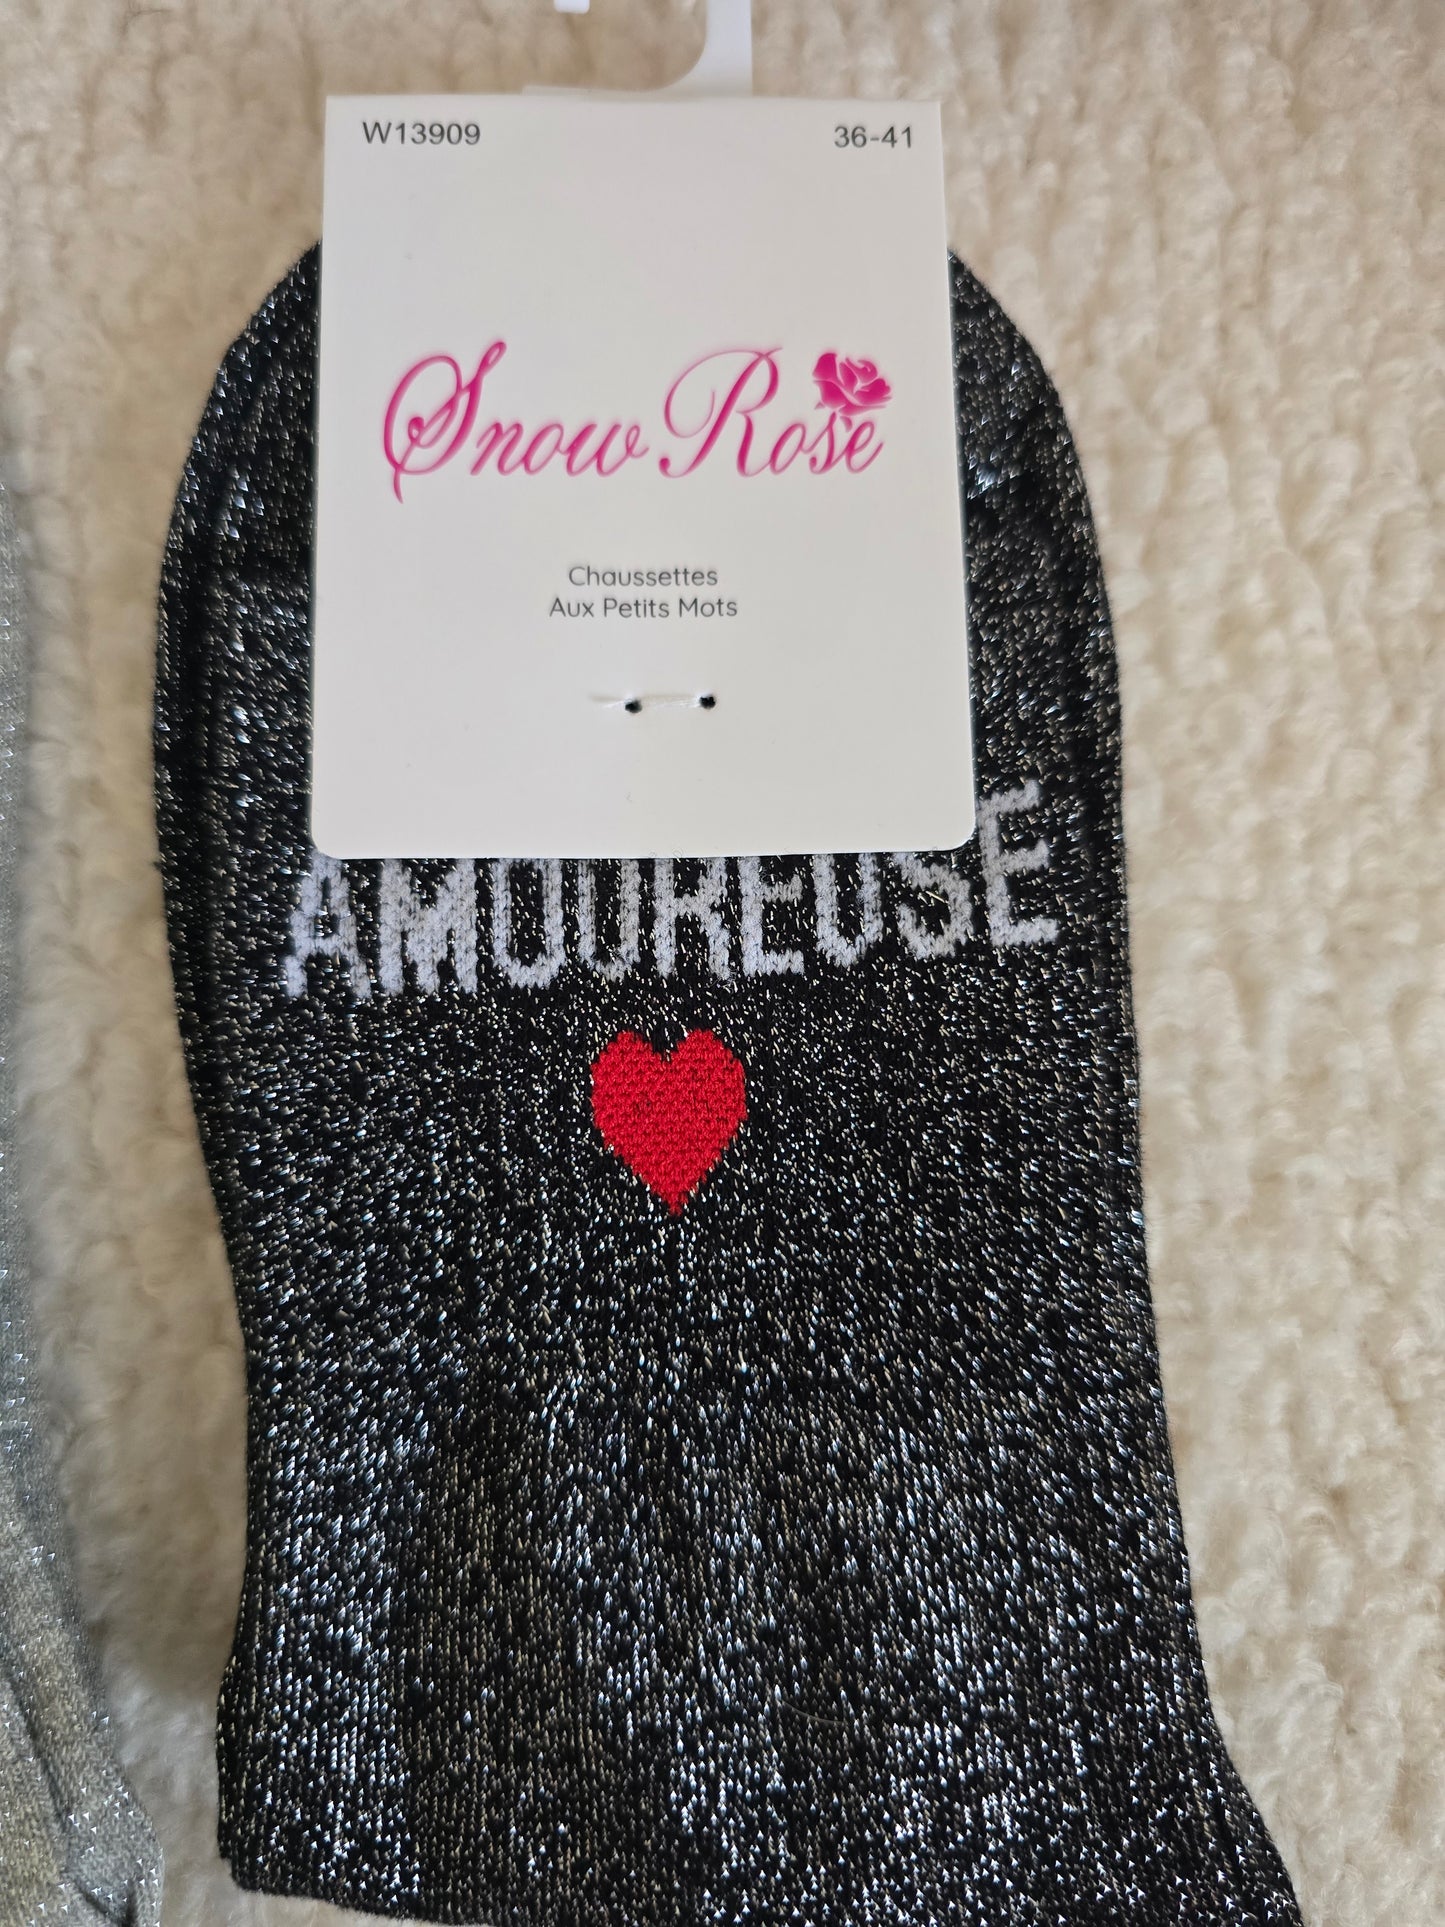 W13909 36-41
Snow Rose
Chaussettes
Aux Petits Mots
AMOUREUSE